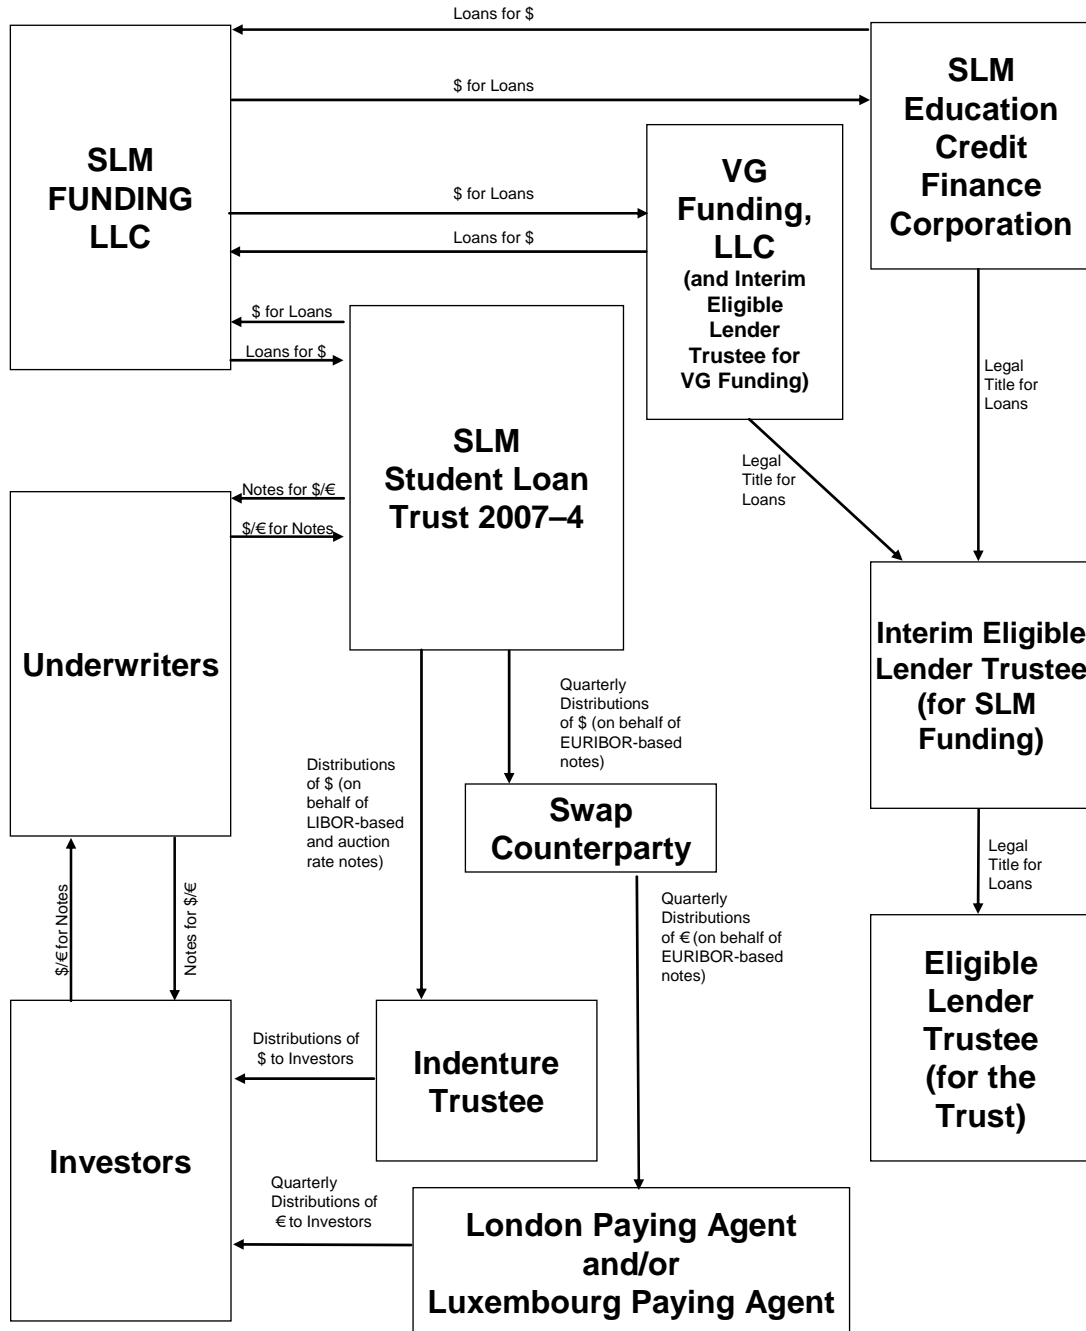 Loans for $
$ for Loans
SLM
FUNDING
LLC
SLM
Education
Credit
Finance
Corporation
VG
Funding,
LLC
(and Interim
Eligible
Lender
Trustee for
VG Funding)
$ for Loans
Loans for $
$ for Loans
Loans for $
SLM
Student Loan
Trust 2007–4
Legal
Title for
Loans
Legal
Title for
Loans
Notes for $/€
$/€ for Notes
Underwriters
Interim Eligible
Lender Trustee
(for SLM
Funding)
Quarterly
Distributions
of $ (on behalf of
EURIBOR-based
notes)
Distributions
of $ (on
behalf of
LIBOR-based
and auction
rate notes)
Swap
Counterparty
Legal
Title for
Loans
$/€ for Notes
Notes for $/€
Quarterly
Distributions
of € (on behalf of
EURIBOR-based
notes)
Eligible
Lender
Trustee
(for the
Trust)
Distributions of
$ to Investors
Indenture
Trustee
Investors
Quarterly
Distributions of
€ to Investors
London Paying Agent
and/or
Luxembourg Paying Agent